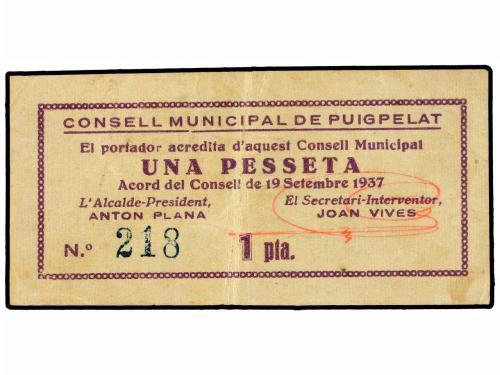 CONSELL MUNICIPAL DE PUIGPELAT
El portador acredita d'aquest Consell Municipal
UNA PESSETA
Acord del Consell de 19 Setembre 1937
L'Alcalde-President, El Secretari-Interventor,
ANTON PLANA JOAN VIVES
N.º 218 1 pta.